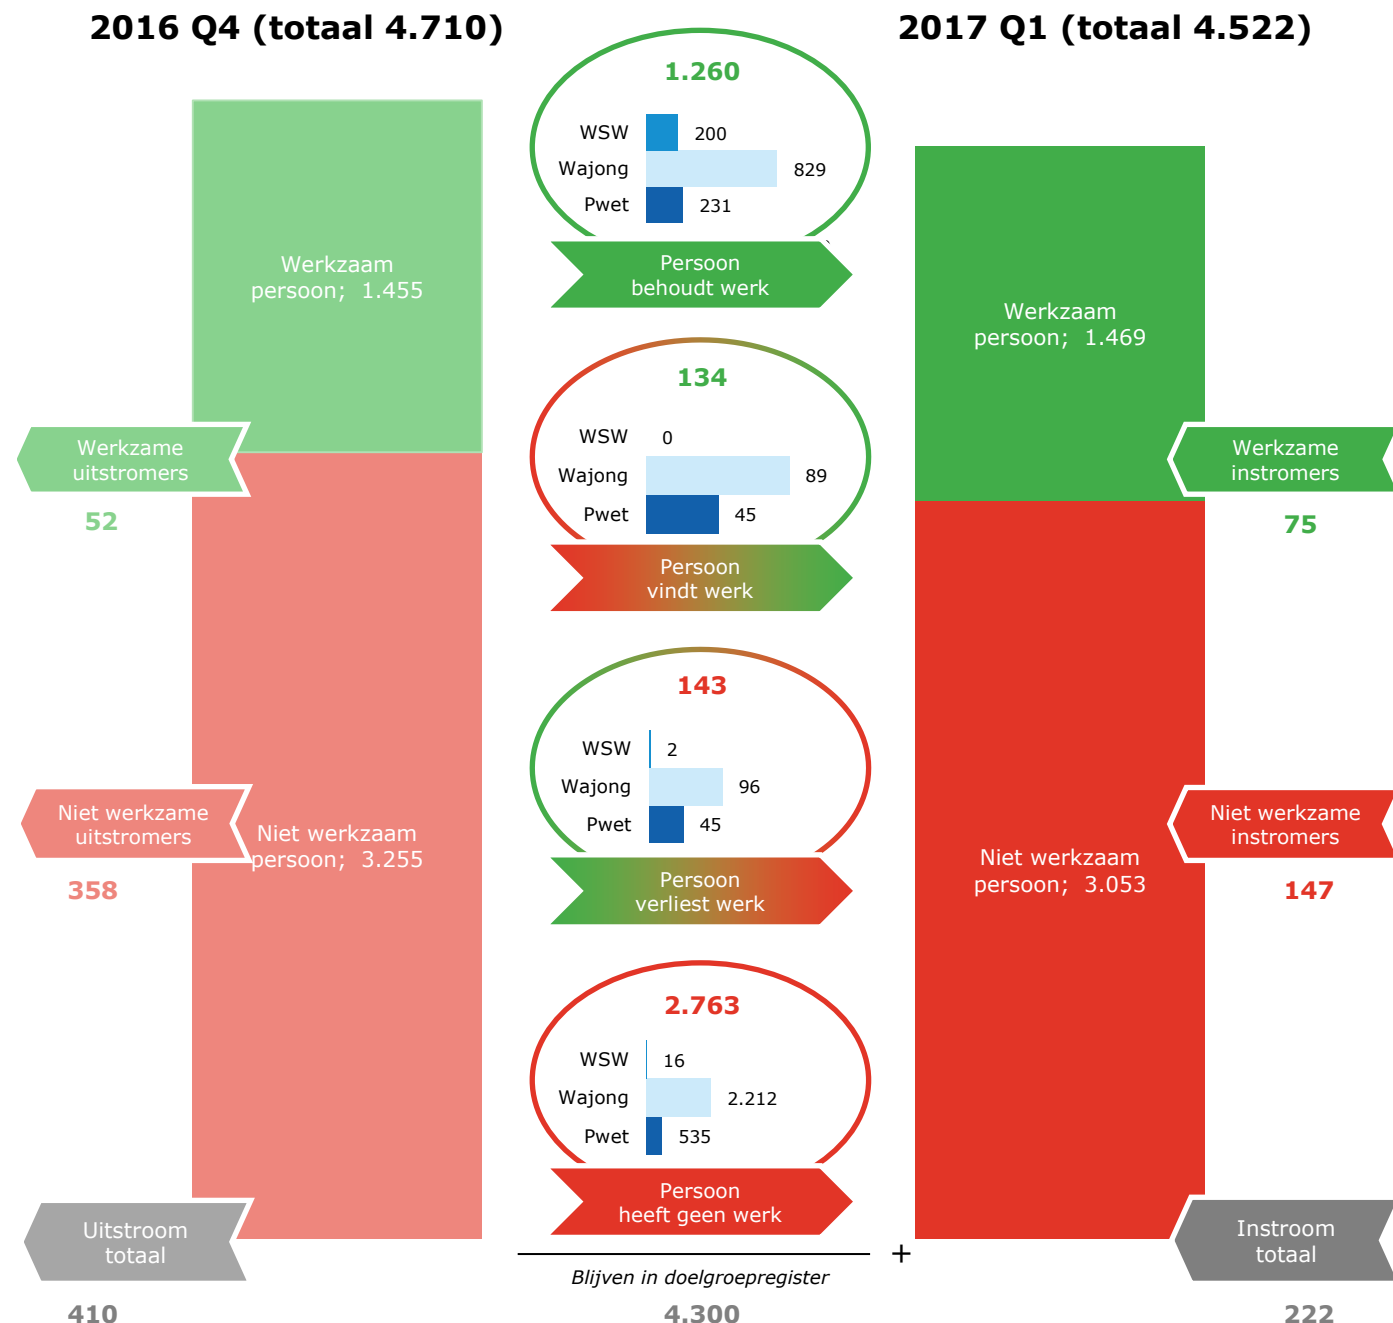 2016 Q4 (totaal 4.710)
2017 Q1 (totaal 4.522)
1.260
WSW 200
Wajong 829
Pwet 231
Persoon
behoudt werk
Werkzaam
persoon; 1.455
Werkzaam
persoon; 1.469
134
WSW 0
Wajong 89
Pwet 45
Persoon
vindt werk
Werkzame
uitstromers
52
Werkzame
instromers
75
143
WSW 2
Wajong 96
Pwet 45
Persoon
verliest werk
Niet werkzame
uitstromers
358
Niet werkzaam
persoon; 3.255
Niet werkzaam
persoon; 3.053
Niet werkzame
instromers
147
2.763
WSW 16
Wajong 2.212
Pwet 535
Persoon
heeft geen werk
Uitstroom
totaal
410
+
Blijven in doelgroepregister
4.300
Instroom
totaal
222